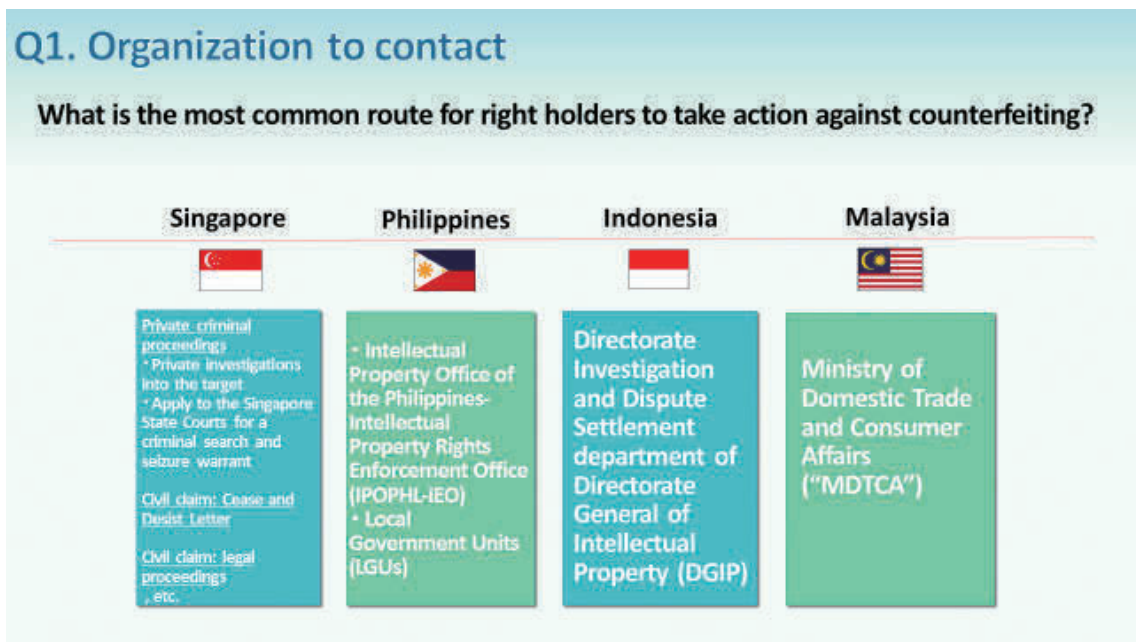 Q1. Organization to contact
What is the most common route for right holders to take action against counterfeiting?
Singapore
Philippines
Indonesia
Malaysia
Private criminal
proceedings
・Private investigations
into the target
・Apply to the Singapore
State Courts for a
criminal search and
seizure warrant
Civil claim: Cease and
Desist Letter
Civil claim: legal
proceedings
, etc.
・Intellectual
Property Office of
the Philippines-
Intellectual
Property Rights
Enforcement Office
(IPOPHL-IEO)
・Local
Government Units
(LGUs)
Directorate
Investigation
and Dispute
Settlement
department of
Directorate
General of
Intellectual
Property (DGIP)
Ministry of
Domestic Trade
and Consumer
Affairs
(“MDTCA”)